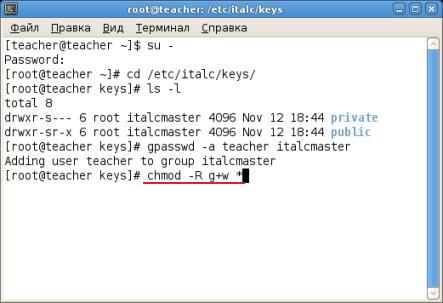 root@teacher: /etc/italc/keys
Файл Правка Вид Терминал Справка
[teacher@teacher ~]$ su -
Password:
[root@teacher ~]# cd /etc/italc/keys/
[root@teacher keys]# ls -l
total 8
drwxr-s--- 6 root italcmaster 4096 Nov 12 18:44 private
drwxr-sr-x 6 root italcmaster 4096 Nov 12 18:44 public
[root@teacher keys]# gpasswd -a teacher italcmaster
Adding user teacher to group italcmaster
[root@teacher keys]# chmod -R g+w *